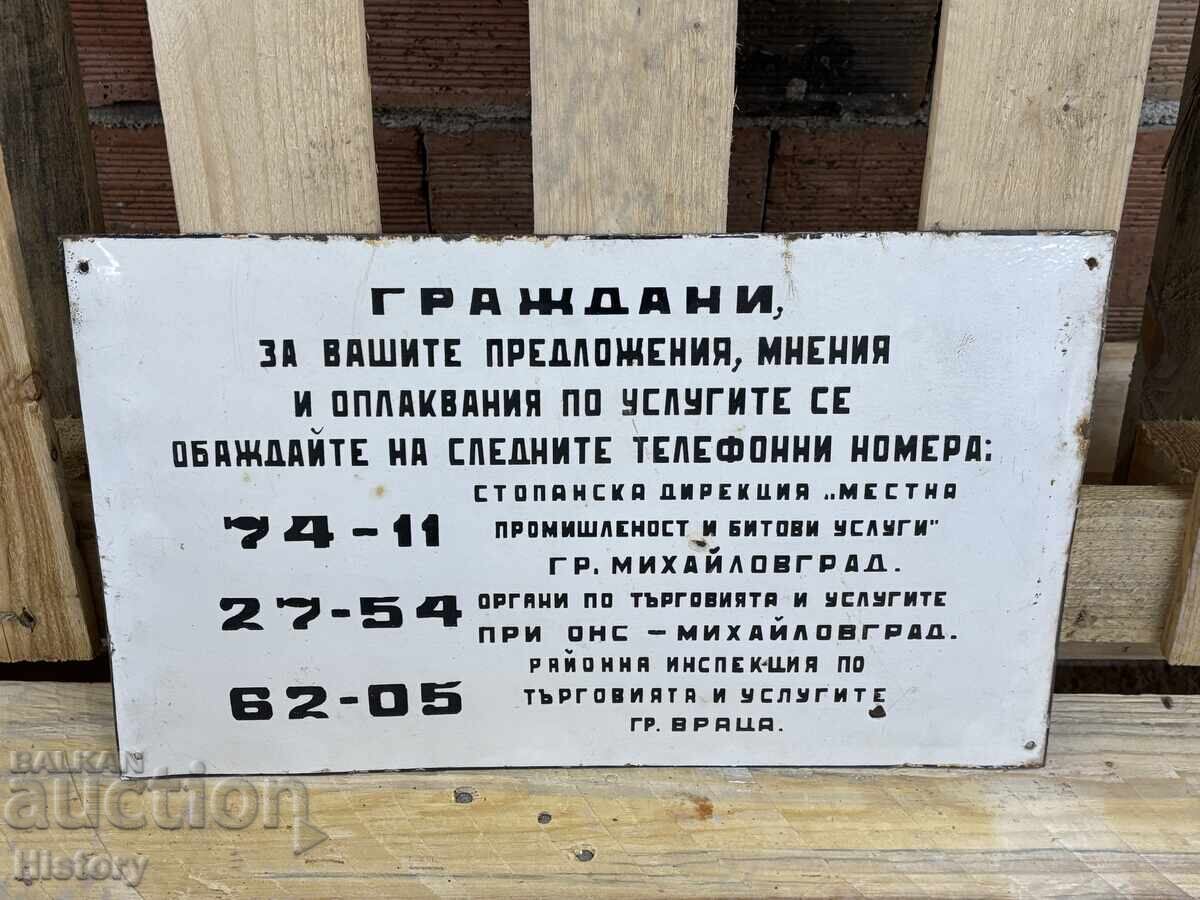 ГРАЖДАНИ,
ЗА ВАШИТЕ ПРЕДЛОЖЕНИЯ, МНЕНИЯ
И ОПЛАКВАНИЯ ПО УСЛУГИТЕ СЕ
ОБАЖДАЙТЕ НА СЛЕДНИТЕ ТЕЛЕФОННИ НОМЕРА:
74-11
СТОПАНСКА ДИРЕКЦИЯ „МЕСТНА
ПРОМИШЛЕНОСТ И БИТОВИ УСЛУГИ"
ГР. МИХАЙЛОВГРАД.
27-54
ОРГАНИ ПО ТЪРГОВИЯТА И УСЛУГИТЕ
ПРИ ОНС – МИХАЙЛОВГРАД.
62-05
РАЙОННА ИНСПЕКЦИЯ ПО
ТЪРГОВИЯТА И УСЛУГИТЕ
ГР. ВРАЦА.
BALKAN
auction
History